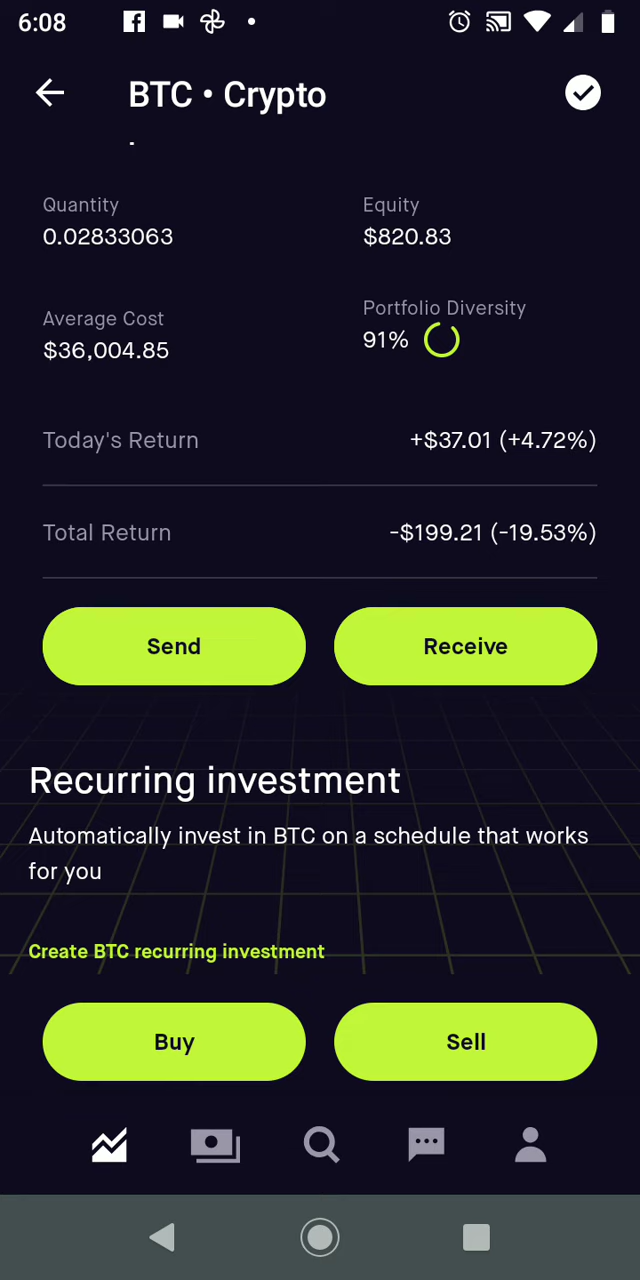 6:08
BTC • Crypto
Quantity
0.02833063
Equity
$820.83
Average Cost
$36,004.85
Portfolio Diversity
91%
Today's Return
+$37.01 (+4.72%)
Total Return
-$199.21 (-19.53%)
Send
Receive
Recurring investment
Automatically invest in BTC on a schedule that works
for you
Create BTC recurring investment
Buy
Sell